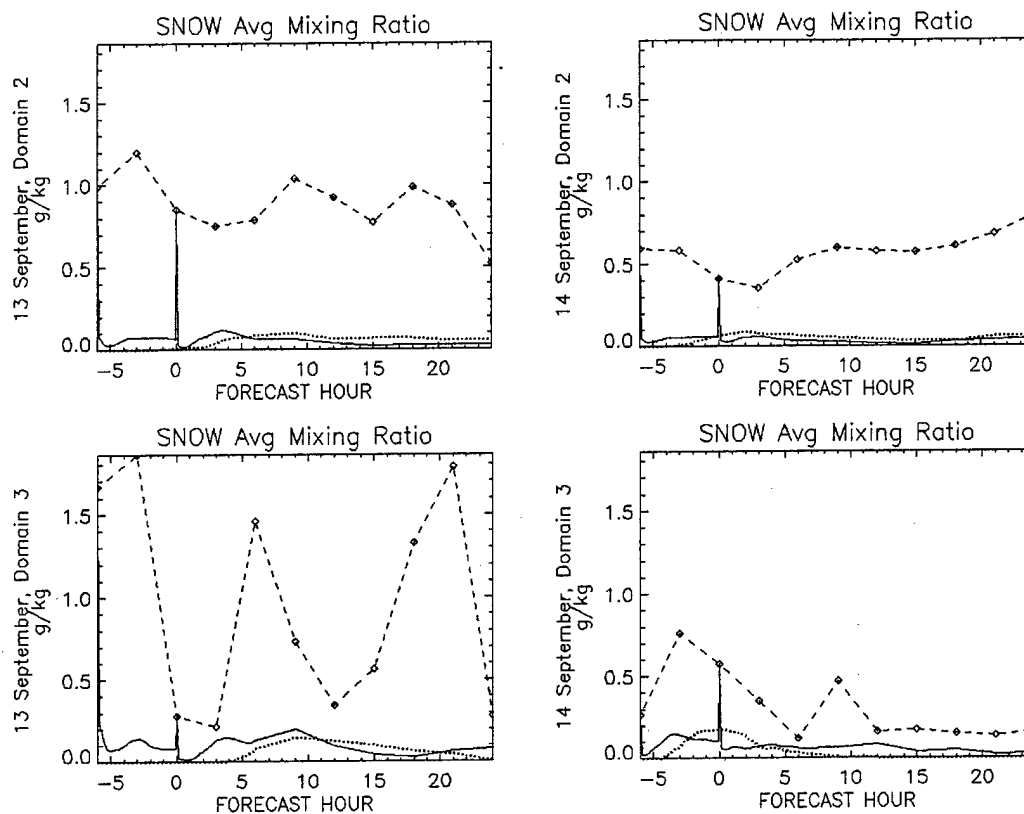 SNOW Avg Mixing Ratio
13 September, Domain 2
g/kg
1.5
1.0
0.5
0.0
−5 0 5 10 15 20
FORECAST HOUR
SNOW Avg Mixing Ratio
14 September, Domain 2
g/kg
1.5
1.0
0.5
0.0
−5 0 5 10 15 20
FORECAST HOUR
SNOW Avg Mixing Ratio
13 September, Domain 3
g/kg
1.5
1.0
0.5
0.0
−5 0 5 10 15 20
FORECAST HOUR
SNOW Avg Mixing Ratio
14 September, Domain 3
g/kg
1.5
1.0
0.5
0.0
−5 0 5 10 15 20
FORECAST HOUR